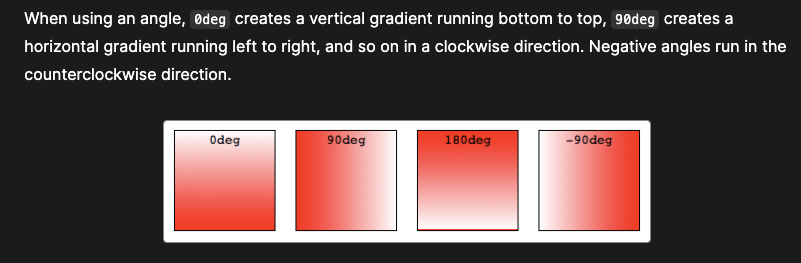 When using an angle, 0deg creates a vertical gradient running bottom to top, 90deg creates a
horizontal gradient running left to right, and so on in a clockwise direction. Negative angles run in the
counterclockwise direction.
0deg 90deg 180deg -90deg